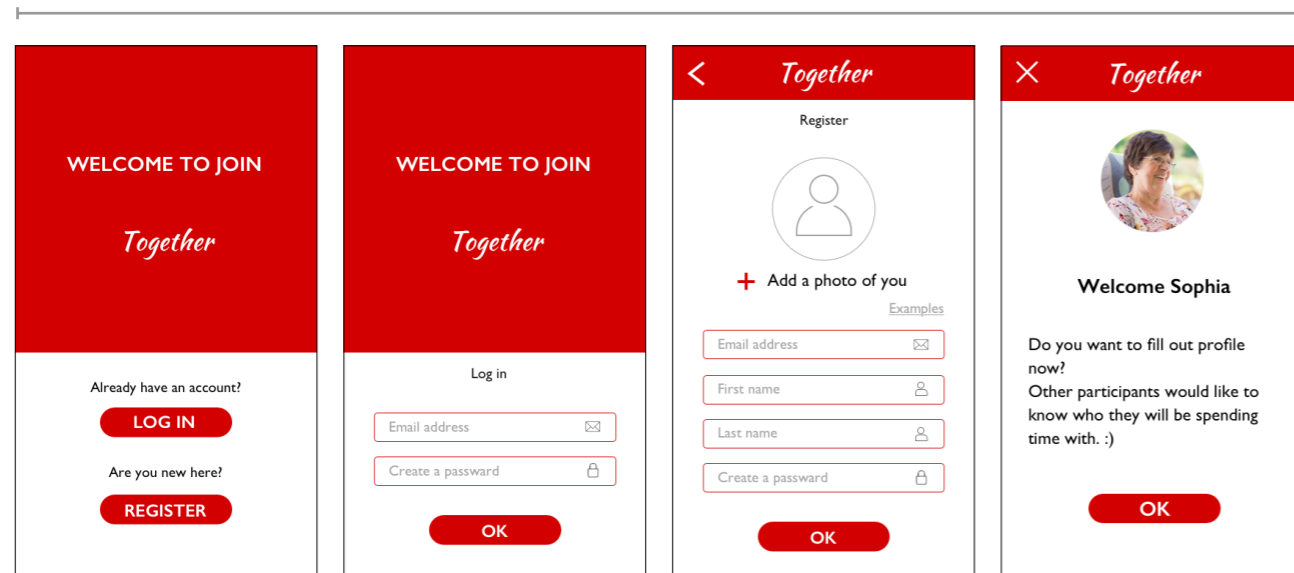 WELCOME TO JOIN
Together
Already have an account?
LOG IN
Are you new here?
REGISTER
WELCOME TO JOIN
Together
Log in
Email address
Create a password
OK
Together
Register
Add a photo of you
Examples
Email address
First name
Last name
Create a password
OK
Together
Welcome Sophia
Do you want to fill out profile
now?
Other participants would like to
know who they will be spending
time with. :)
OK